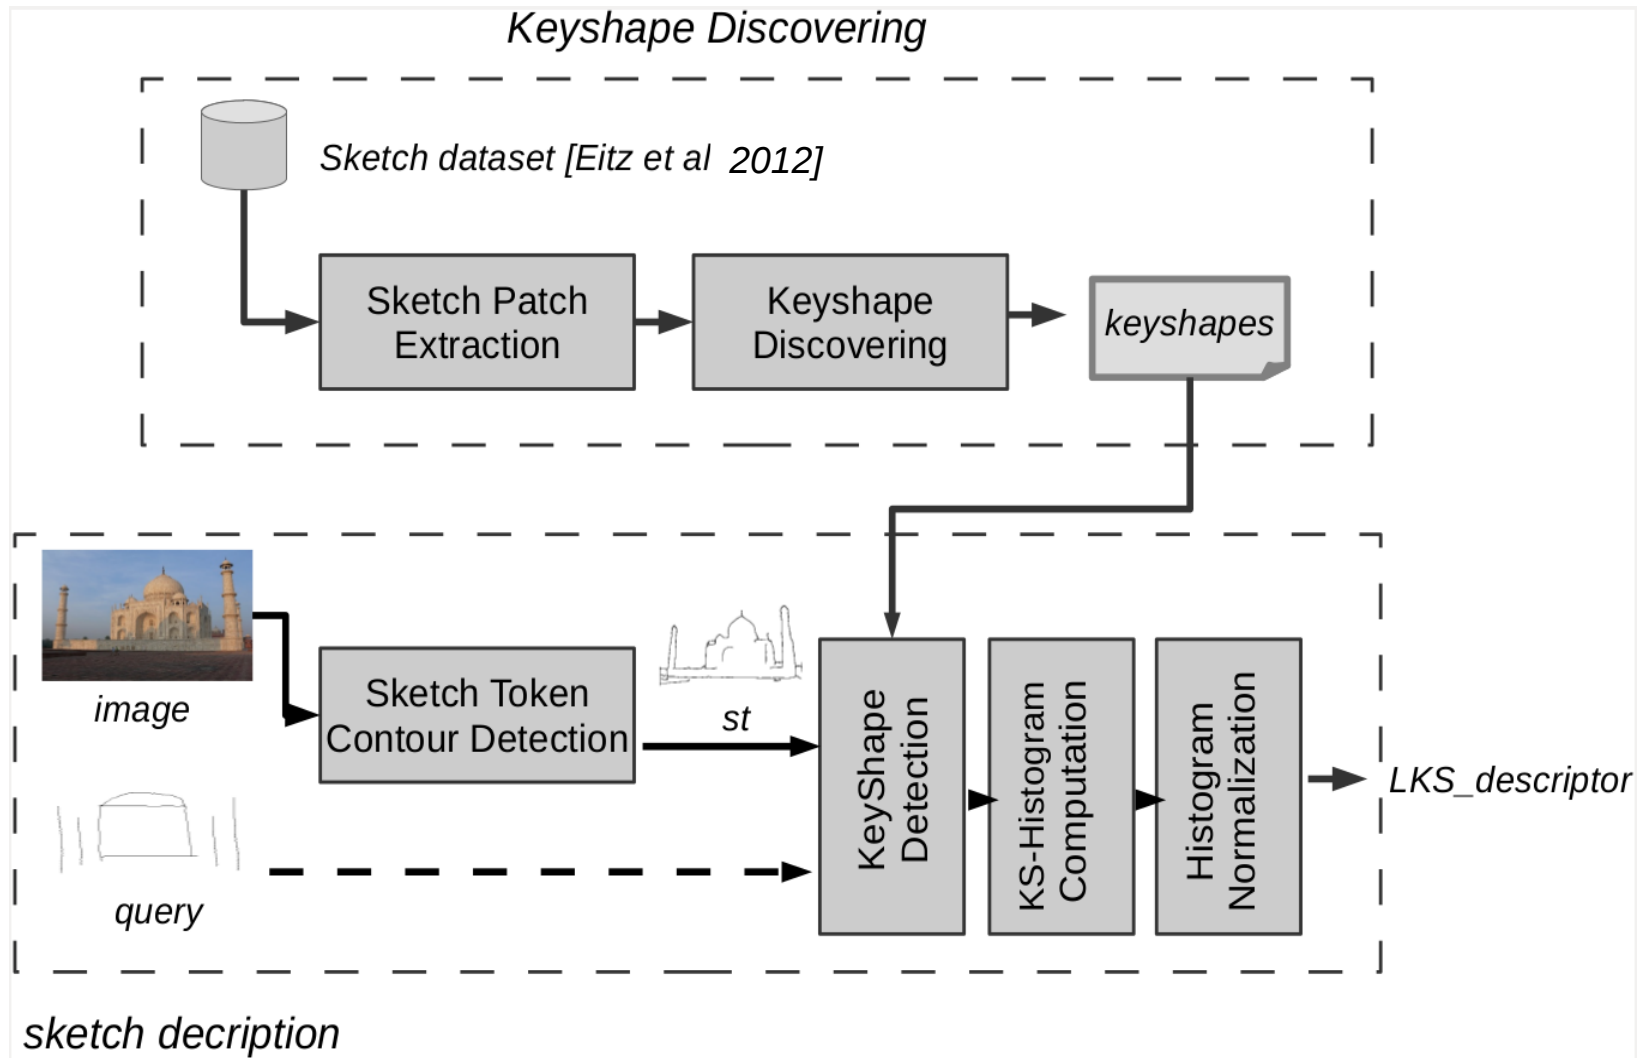 Keyshape Discovering
Sketch dataset [Eitz et al 2012]
Sketch Patch
Extraction
Keyshape
Discovering
keyshapes
image
Sketch Token
Contour Detection
st
query
KeyShape
Detection
KS-Histogram
Computation
Histogram
Normalization
LKS_descriptor
sketch decription